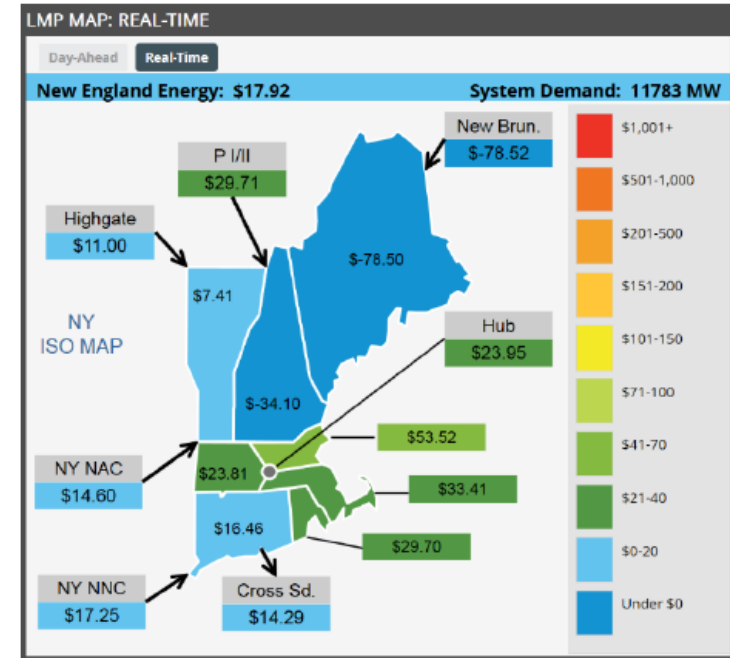 LMP MAP: REAL-TIME
Day-Ahead Real-Time
New England Energy: $17.92 System Demand: 11783 MW
New Brun.
$-78.52
P I/II
$29.71
Highgate
$11.00
$-78.50
$7.41
NY
ISO MAP
Hub
$23.95
$-34.10
$53.52
NY NAC
$14.60
$23.81
$33.41
$16.46
$29.70
NY NNC
$17.25
Cross Sd.
$14.29
$1,001+
$501-1,000
$201-500
$151-200
$101-150
$71-100
$41-70
$21-40
$0-20
Under $0